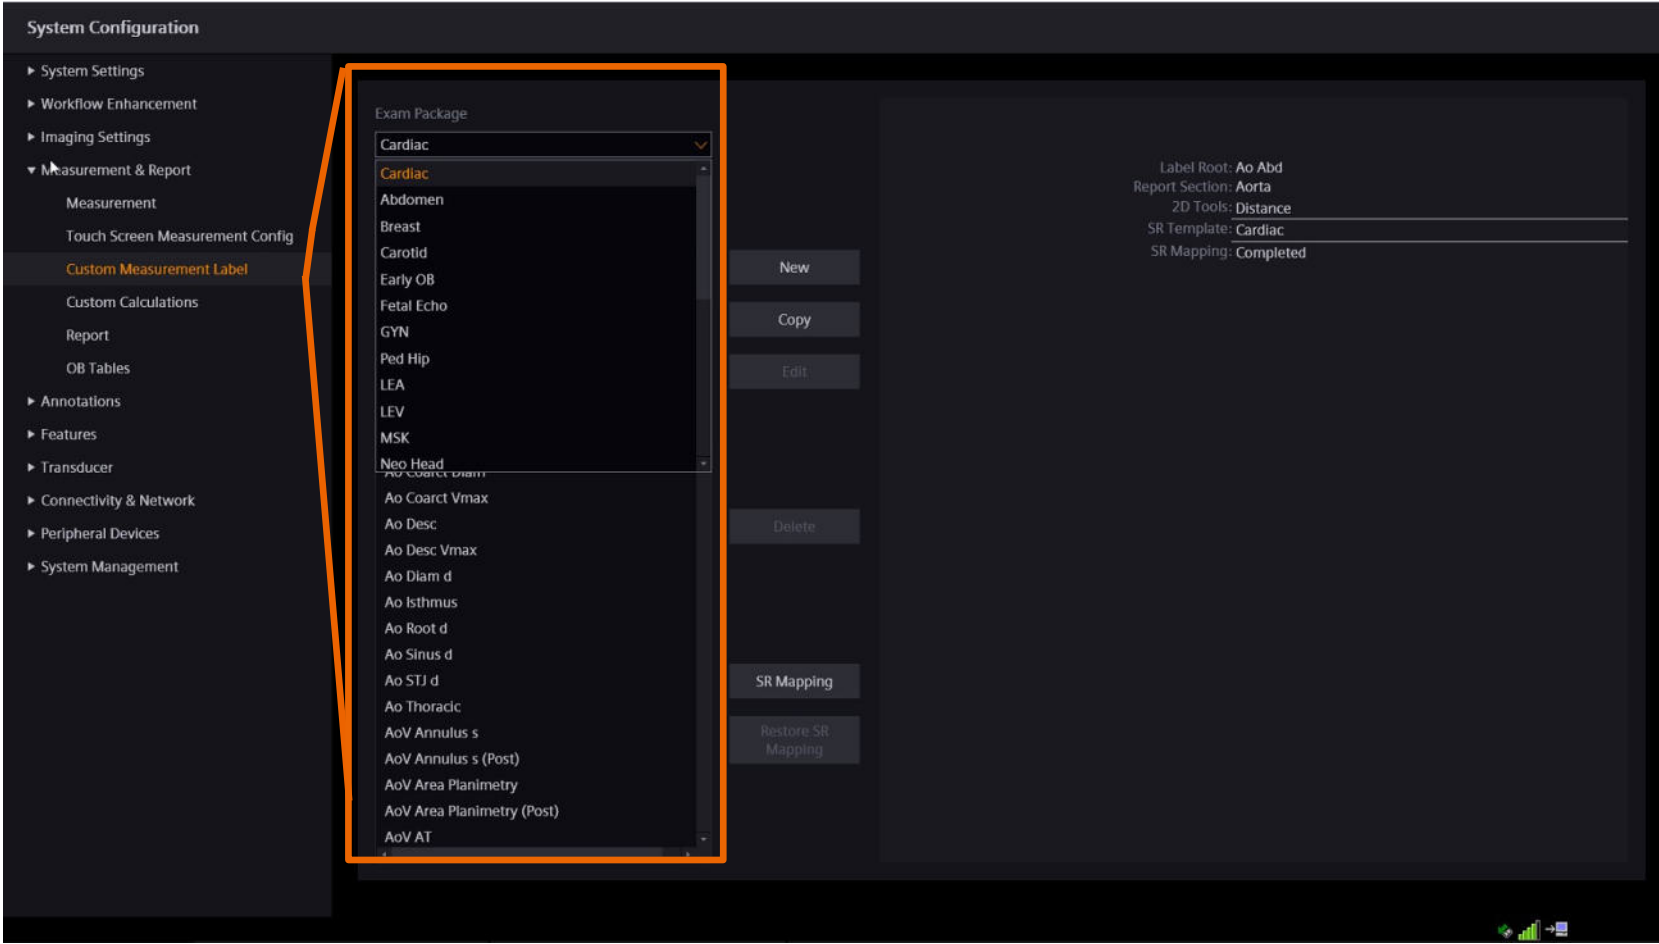 System Configuration
System Settings
Workflow Enhancement
Imaging Settings
Measurement & Report
Measurement
Touch Screen Measurement Config
Custom Measurement Label
Custom Calculations
Report
OB Tables
Annotations
Features
Transducer
Connectivity & Network
Peripheral Devices
System Management
Exam Package
Cardiac
Cardiac
Abdomen
Breast
Carotid
Early OB
Fetal Echo
GYN
Ped Hip
LEA
LEV
MSK
Neo Head
Ao Coarct Diam
Ao Coarct Vmax
Ao Desc
Ao Desc Vmax
Ao Diam d
Ao Isthmus
Ao Root d
Ao Sinus d
Ao STJ d
Ao Thoracic
AoV Annulus s
AoV Annulus s (Post)
AoV Area Planimetry
AoV Area Planimetry (Post)
AoV AT
New
Copy
Edit
Delete
SR Mapping
Restore SR
Mapping
Label Root: Ao Abd
Report Section: Aorta
2D Tools: Distance
SR Template: Cardiac
SR Mapping: Completed